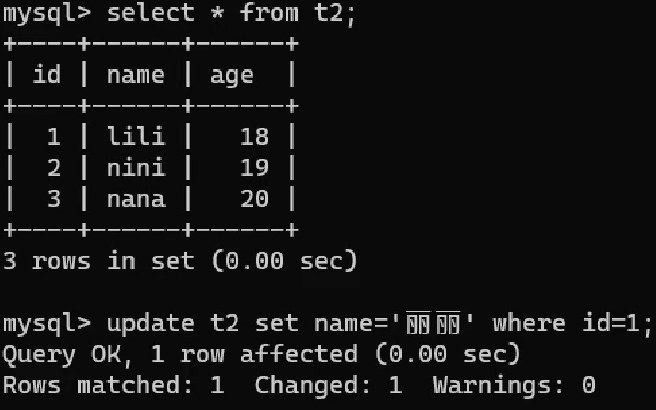 mysql> select * from t2;
+----+------+------+
| id | name | age  |
+----+------+------+
|  1 | lili |   18 |
|  2 | nini |   19 |
|  3 | nana |   20 |
+----+------+------+
3 rows in set (0.00 sec)
mysql> update t2 set name='' where id=1;
Query OK, 1 row affected (0.00 sec)
Rows matched: 1  Changed: 1  Warnings: 0